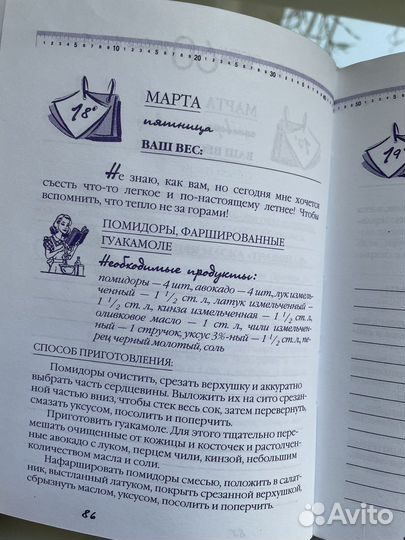 18е
МАРТА
пятница
ВАШ ВЕС:
Не знаю, как вам, но сегодня мне хочется
съесть что-то легкое и по-настоящему летнее! Чтобы
вспомнить, что тепло не за горами!
ПОМИДОРЫ, ФАРШИРОВАННЫЕ
ГУАКАМОЛЕ
Необходимые продукты:
помидоры — 4 шт, авокадо — 4 шт, лук измель-
ченный — 1 1/2 ст. л., латук измельченный —
1 1/2 ст. л., кинза измельченная — 1 1/2 ст. л.,
оливковое масло — 1 ст. л., чили измельчен-
ный — 1 стручок, уксус 3%-ный — 1 1/2 ст. л., пе-
рец черный молотый, соль
СПОСОБ ПРИГОТОВЛЕНИЯ:
Помидоры очистить, срезать верхушку и аккуратно
выбрать часть сердцевины. Выложить их на сито срезан-
ной частью вниз, чтобы стек весь сок, затем перевернуть,
смазать уксусом, посолить и поперчить.
Приготовить гуакамоле. Для этого тщательно пере-
мешать очищенные от кожицы и косточек и растолчен-
ные авокадо с луком, перцем чили, кинзой, небольшим
количеством масла и соли.
Нафаршировать помидоры смесью, положить в салат-
ник, выстланный латуком, покрыть срезанной верхушкой,
сбрызнуть маслом, уксусом, посолить и поперчить.
86
19
Avito